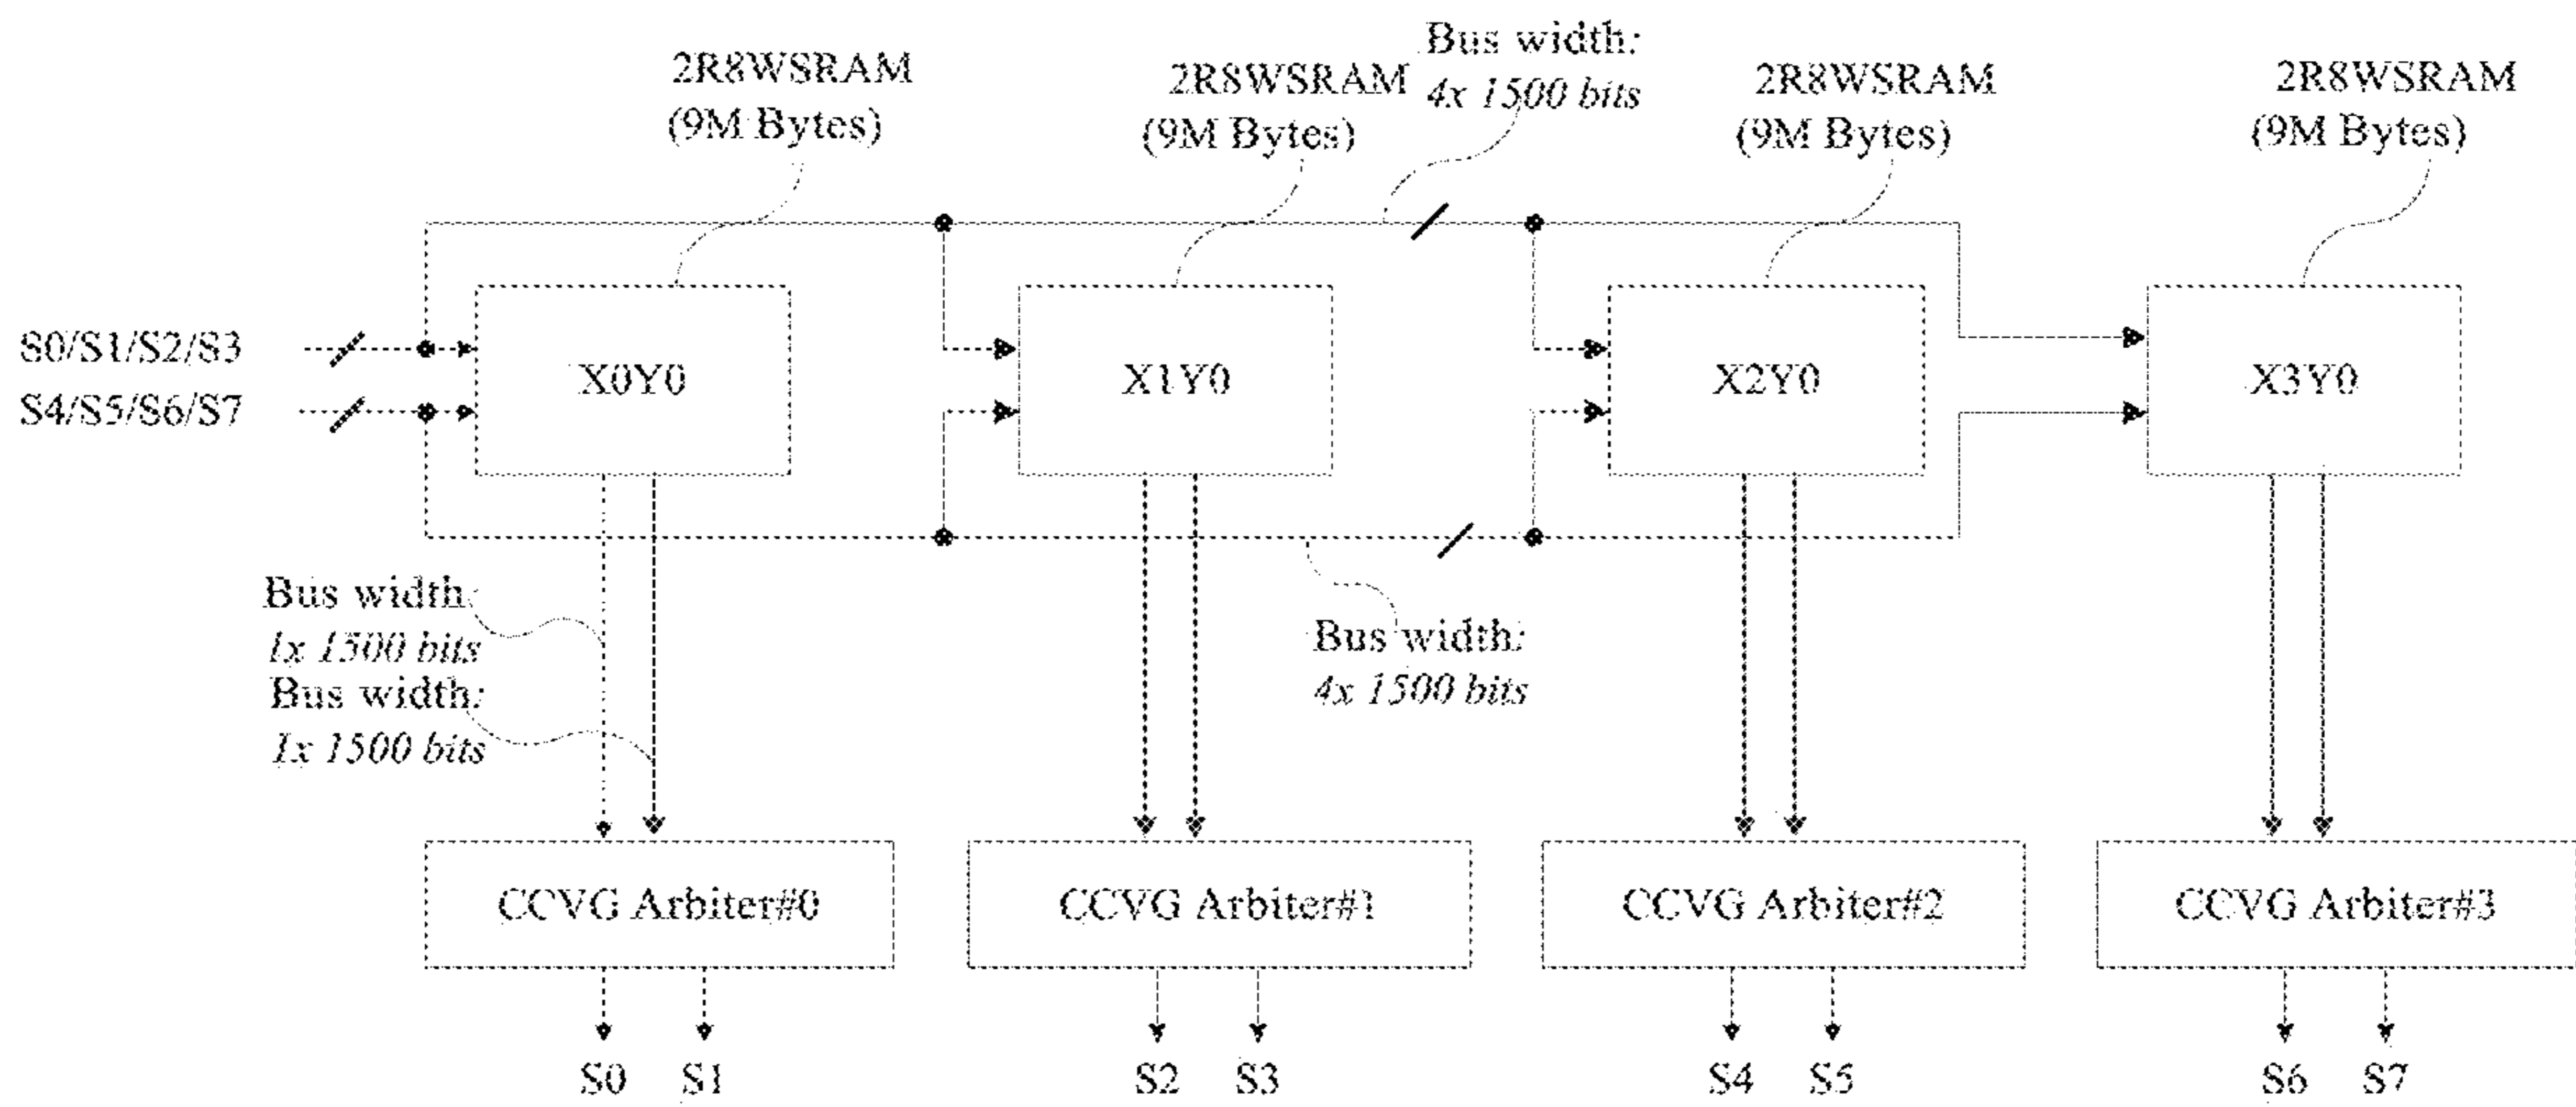 2R8WSRAM
(9M Bytes)
2R8WSRAM
(9M Bytes)
Bus width:
4x 1500 bits
2R8WSRAM
(9M Bytes)
2R8WSRAM
(9M Bytes)
S0/S1/S2/S3
S4/S5/S6/S7
X0Y0
X1Y0
X2Y0
X3Y0
Bus width:
1x 1500 bits
Bus width:
1x 1500 bits
Bus width:
4x 1500 bits
CCVG Arbiter#0
CCVG Arbiter#1
CCVG Arbiter#2
CCVG Arbiter#3
S0
S1
S2
S3
S4
S5
S6
S7